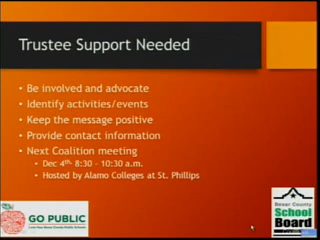 Trustee Support Needed
• Be involved and advocate
• Identify activities/events
• Keep the message positive
• Provide contact information
• Next Coalition meeting
• Dec 4th, 8:30 – 10:30 a.m.
• Hosted by Alamo Colleges at St. Phillips
GO PUBLIC
Bexar County
School
Board